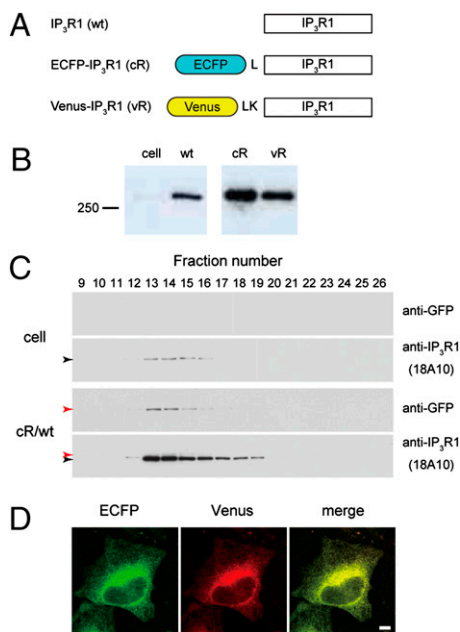 A
IP₃R1 (wt) IP₃R1
ECFP-IP₃R1 (cR) ECFP L IP₃R1
Venus-IP₃R1 (vR) Venus LK IP₃R1
B
cell wt cR vR
250
C
Fraction number
9 10 11 12 13 14 15 16 17 18 19 20 21 22 23 24 25 26
cell
anti-GFP
anti-IP₃R1
(18A10)
cR/wt
anti-GFP
anti-IP₃R1
(18A10)
D
ECFP Venus merge